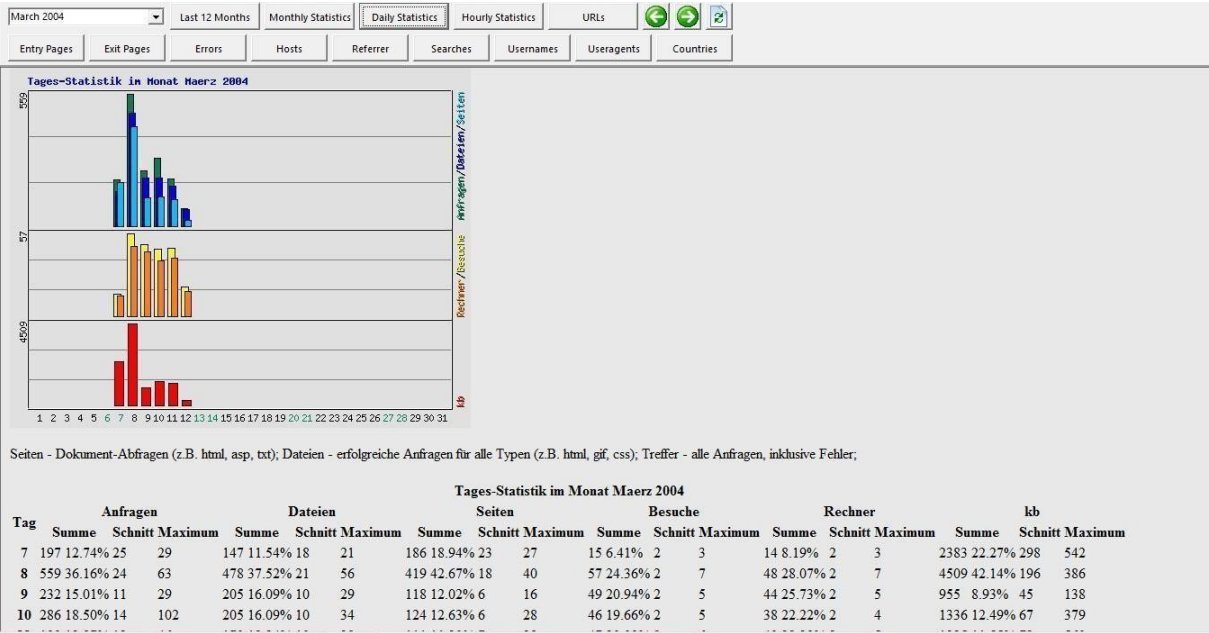 March 2004 Last 12 Months Monthly Statistics Daily Statistics Hourly Statistics URLs
Entry Pages Exit Pages Errors Hosts Referrer Searches Usernames Useragents Countries
Tages-Statistik im Monat Maerz 2004
559
Anfragen/Dateien/Seiten
57
Rechner/Besuche
4509
kb
1 2 3 4 5 6 7 8 9 10 11 12 13 14 15 16 17 18 19 20 21 22 23 24 25 26 27 28 29 30 31
Seiten - Dokument-Abfragen (z.B. html, asp, txt); Dateien - erfolgreiche Anfragen für alle Typen (z.B. html, gif, css); Treffer - alle Anfragen, inklusive Fehler;
Tages-Statistik im Monat Maerz 2004
Tag Anfragen Dateien Seiten Besuche Rechner kb
Summe Schnitt Maximum Summe Schnitt Maximum Summe Schnitt Maximum Summe Schnitt Maximum Summe Schnitt Maximum Summe Schnitt Maximum
7 197 12.74% 25 29 147 11.54% 18 21 186 18.94% 23 27 15 6.41% 2 3 14 8.19% 2 3 2383 22.27% 298 542
8 559 36.16% 24 63 478 37.52% 21 56 419 42.67% 18 40 57 24.36% 2 7 48 28.07% 2 7 4509 42.14% 196 386
9 232 15.01% 11 29 205 16.09% 10 29 118 12.02% 6 16 49 20.94% 2 5 44 25.73% 2 5 955 8.93% 45 138
10 286 18.50% 14 102 205 16.09% 10 34 124 12.63% 6 28 46 19.66% 2 5 38 22.22% 2 4 1336 12.49% 67 379